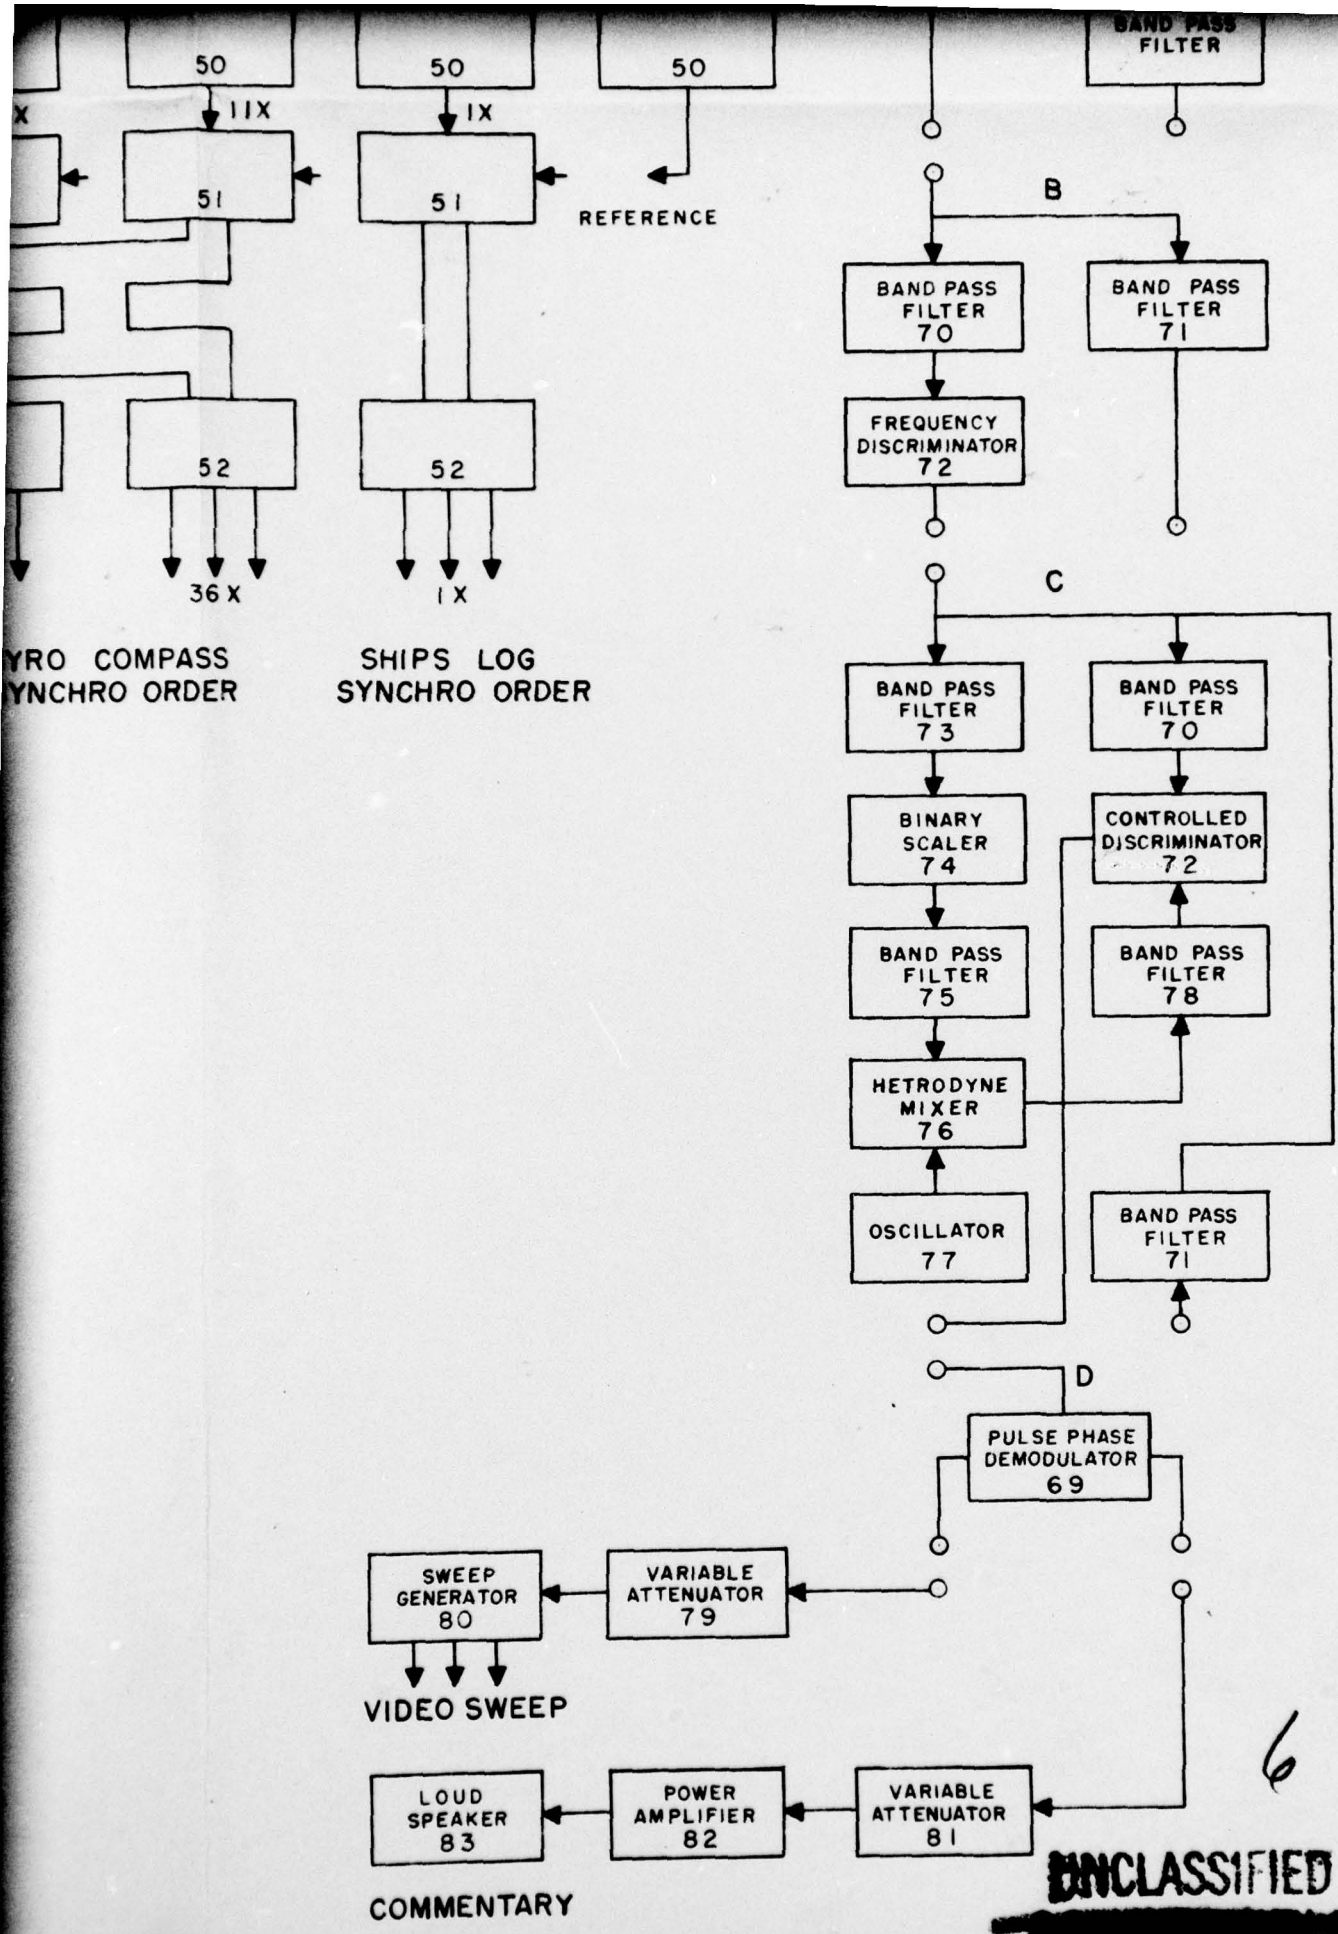 BAND PASS
FILTER
50
50
50
X
11X
1X
51
51
REFERENCE
B
BAND PASS
FILTER
70
BAND PASS
FILTER
71
FREQUENCY
DISCRIMINATOR
72
52
52
36X
1X
C
YRO COMPASS
YNCHRO ORDER
SHIPS LOG
SYNCHRO ORDER
BAND PASS
FILTER
73
BAND PASS
FILTER
70
BINARY
SCALER
74
CONTROLLED
DISCRIMINATOR
72
BAND PASS
FILTER
75
BAND PASS
FILTER
78
HETRODYNE
MIXER
76
OSCILLATOR
77
BAND PASS
FILTER
71
D
PULSE PHASE
DEMODULATOR
69
SWEEP
GENERATOR
80
VARIABLE
ATTENUATOR
79
VIDEO SWEEP
LOUD
SPEAKER
83
POWER
AMPLIFIER
82
VARIABLE
ATTENUATOR
81
6
COMMENTARY
UNCLASSIFIED